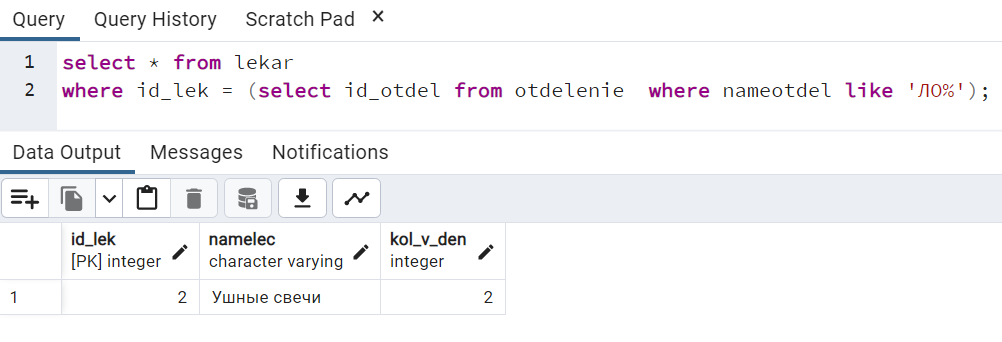 Query Query History Scratch Pad ✕
1 select * from lekar
2 where id_lek = (select id_otdel from otdelenie  where nameotdel like 'ЛО%');
Data Output Messages Notifications
id_lek namelec kol_v_den
[PK] integer character varying integer
1 2 Ушные свечи 2